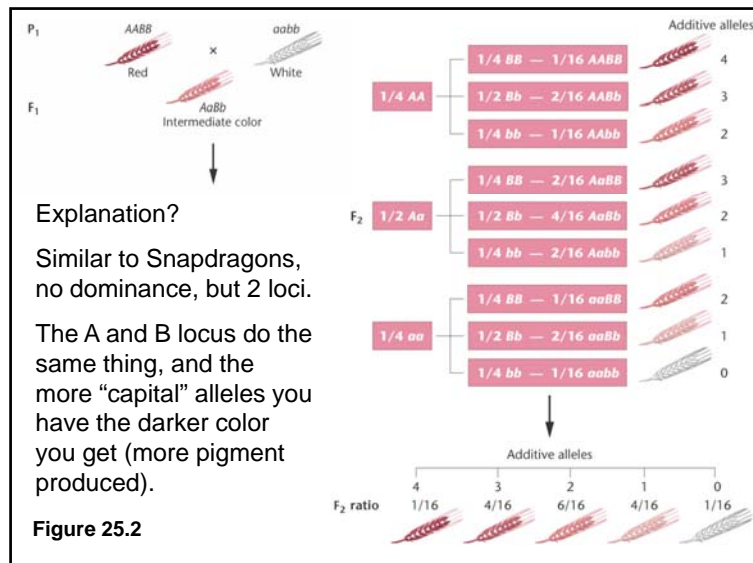 P1 AABB aabb
×
Red White
F1 AaBb
Intermediate color
Explanation?
Similar to Snapdragons,
no dominance, but 2 loci.
The A and B locus do the
same thing, and the
more “capital” alleles you
have the darker color
you get (more pigment
produced).
Figure 25.2
Additive alleles
1/4 BB — 1/16 AABB 4
1/4 AA 1/2 Bb — 2/16 AABb 3
1/4 bb — 1/16 AAbb 2
1/4 BB — 2/16 AaBB 3
F2 1/2 Aa 1/2 Bb — 4/16 AaBb 2
1/4 bb — 2/16 Aabb 1
1/4 BB — 1/16 aaBB 2
1/4 aa 1/2 Bb — 2/16 aaBb 1
1/4 bb — 1/16 aabb 0
Additive alleles
4 3 2 1 0
F2 ratio 1/16 4/16 6/16 4/16 1/16